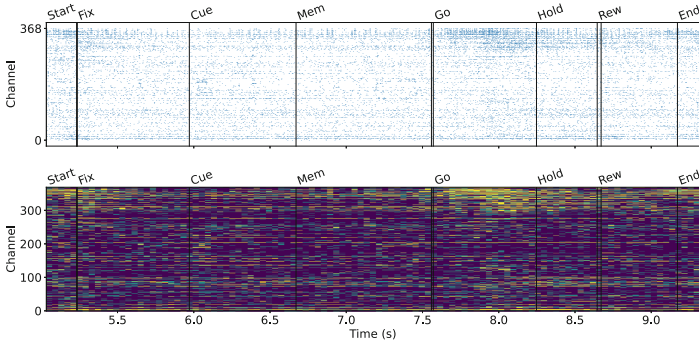 Start Fix Cue Mem Go Hold Rew End
368
Channel
0
Start Fix Cue Mem Go Hold Rew End
300
200
Channel
100
0
5.5 6.0 6.5 7.0 7.5 8.0 8.5 9.0
Time (s)